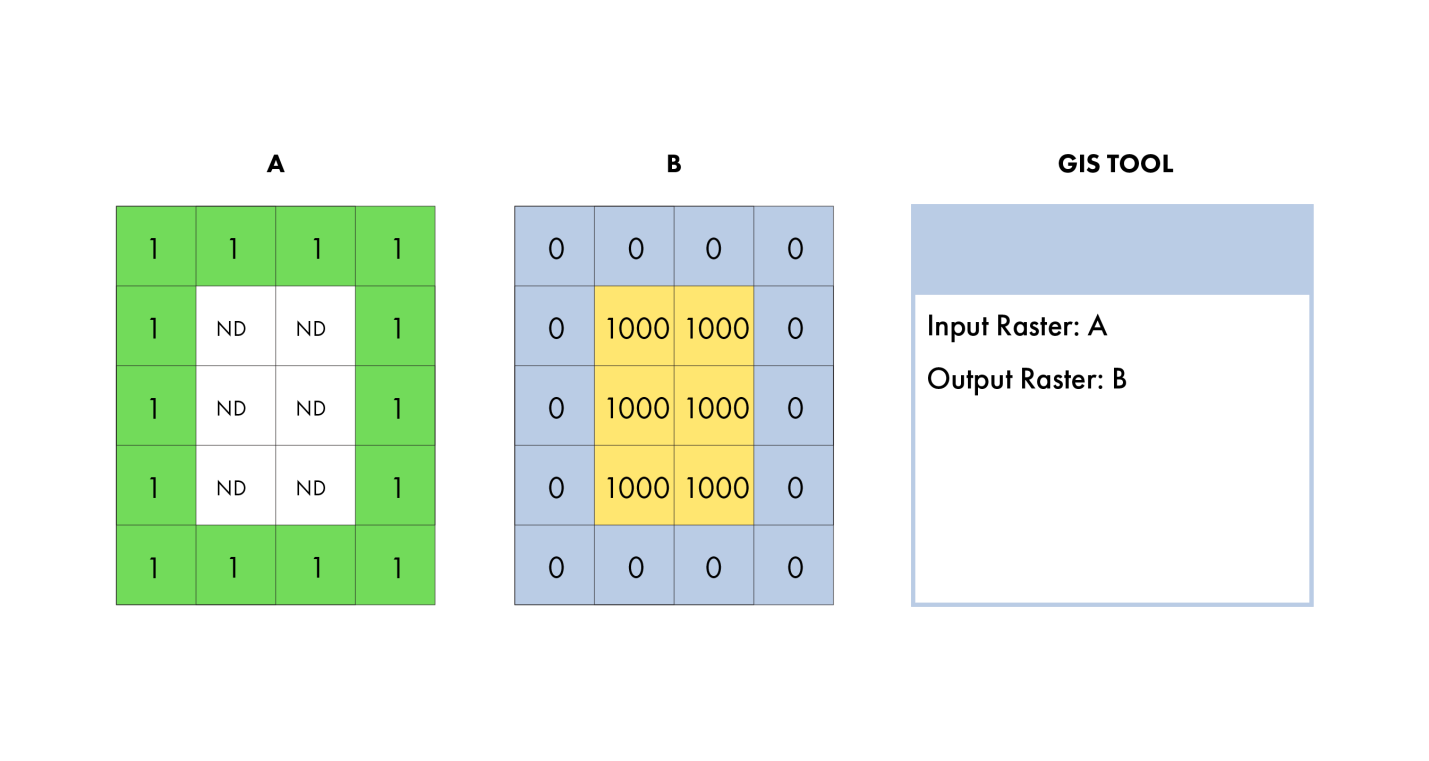 A
B
GIS TOOL
1 1 1 1
1 ND ND 1
1 ND ND 1
1 ND ND 1
1 1 1 1
0 0 0 0
0 1000 1000 0
0 1000 1000 0
0 1000 1000 0
0 0 0 0
Input Raster: A
Output Raster: B